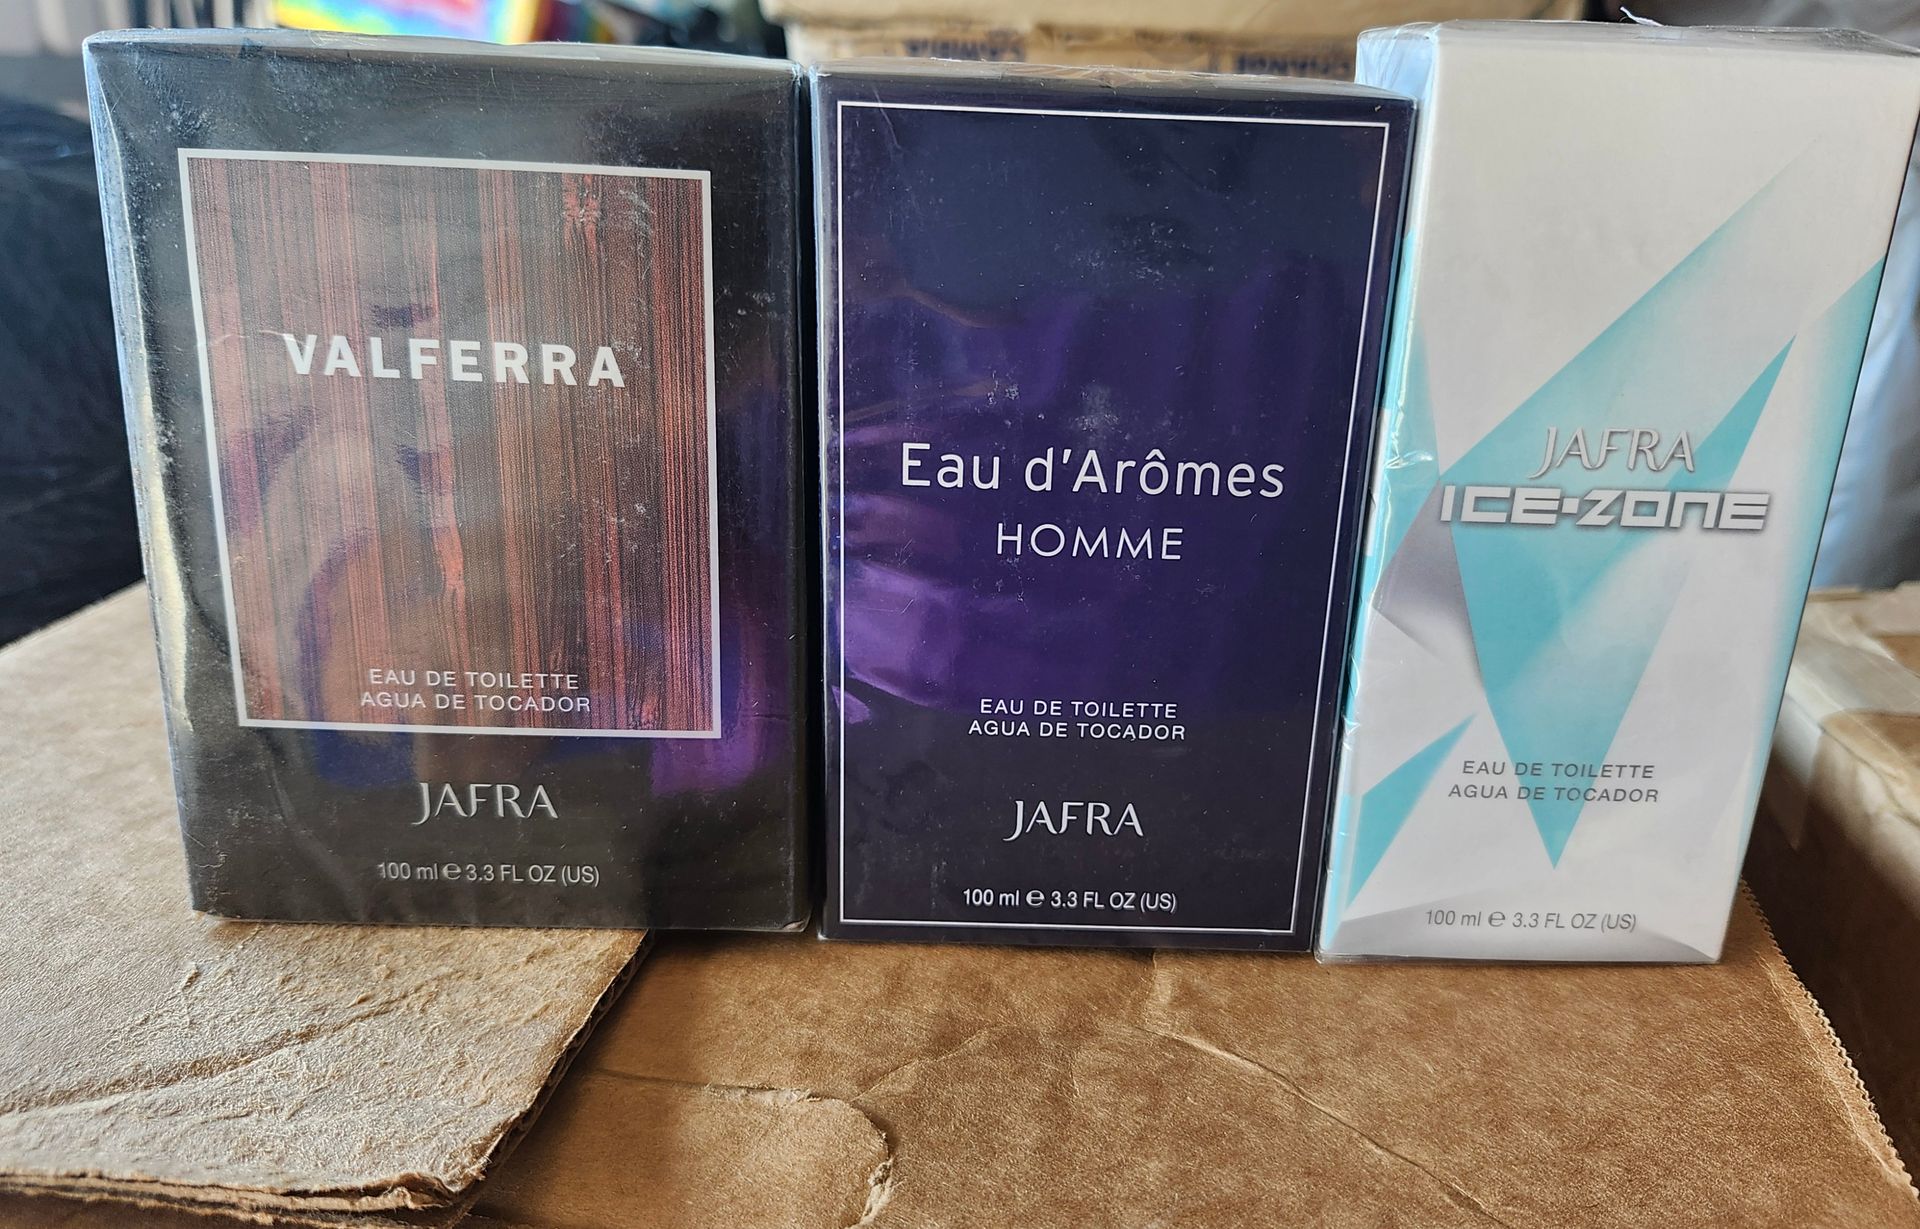 VALFERRA
EAU DE TOILETTE
AGUA DE TOCADOR
JAFRA
100 ml ℮ 3.3 FL OZ (US)
Eau d'Arômes
HOMME
EAU DE TOILETTE
AGUA DE TOCADOR
JAFRA
100 ml ℮ 3.3 FL OZ (US)
JAFRA
ICE•ZONE
EAU DE TOILETTE
AGUA DE TOCADOR
100 ml ℮ 3.3 FL OZ (US)